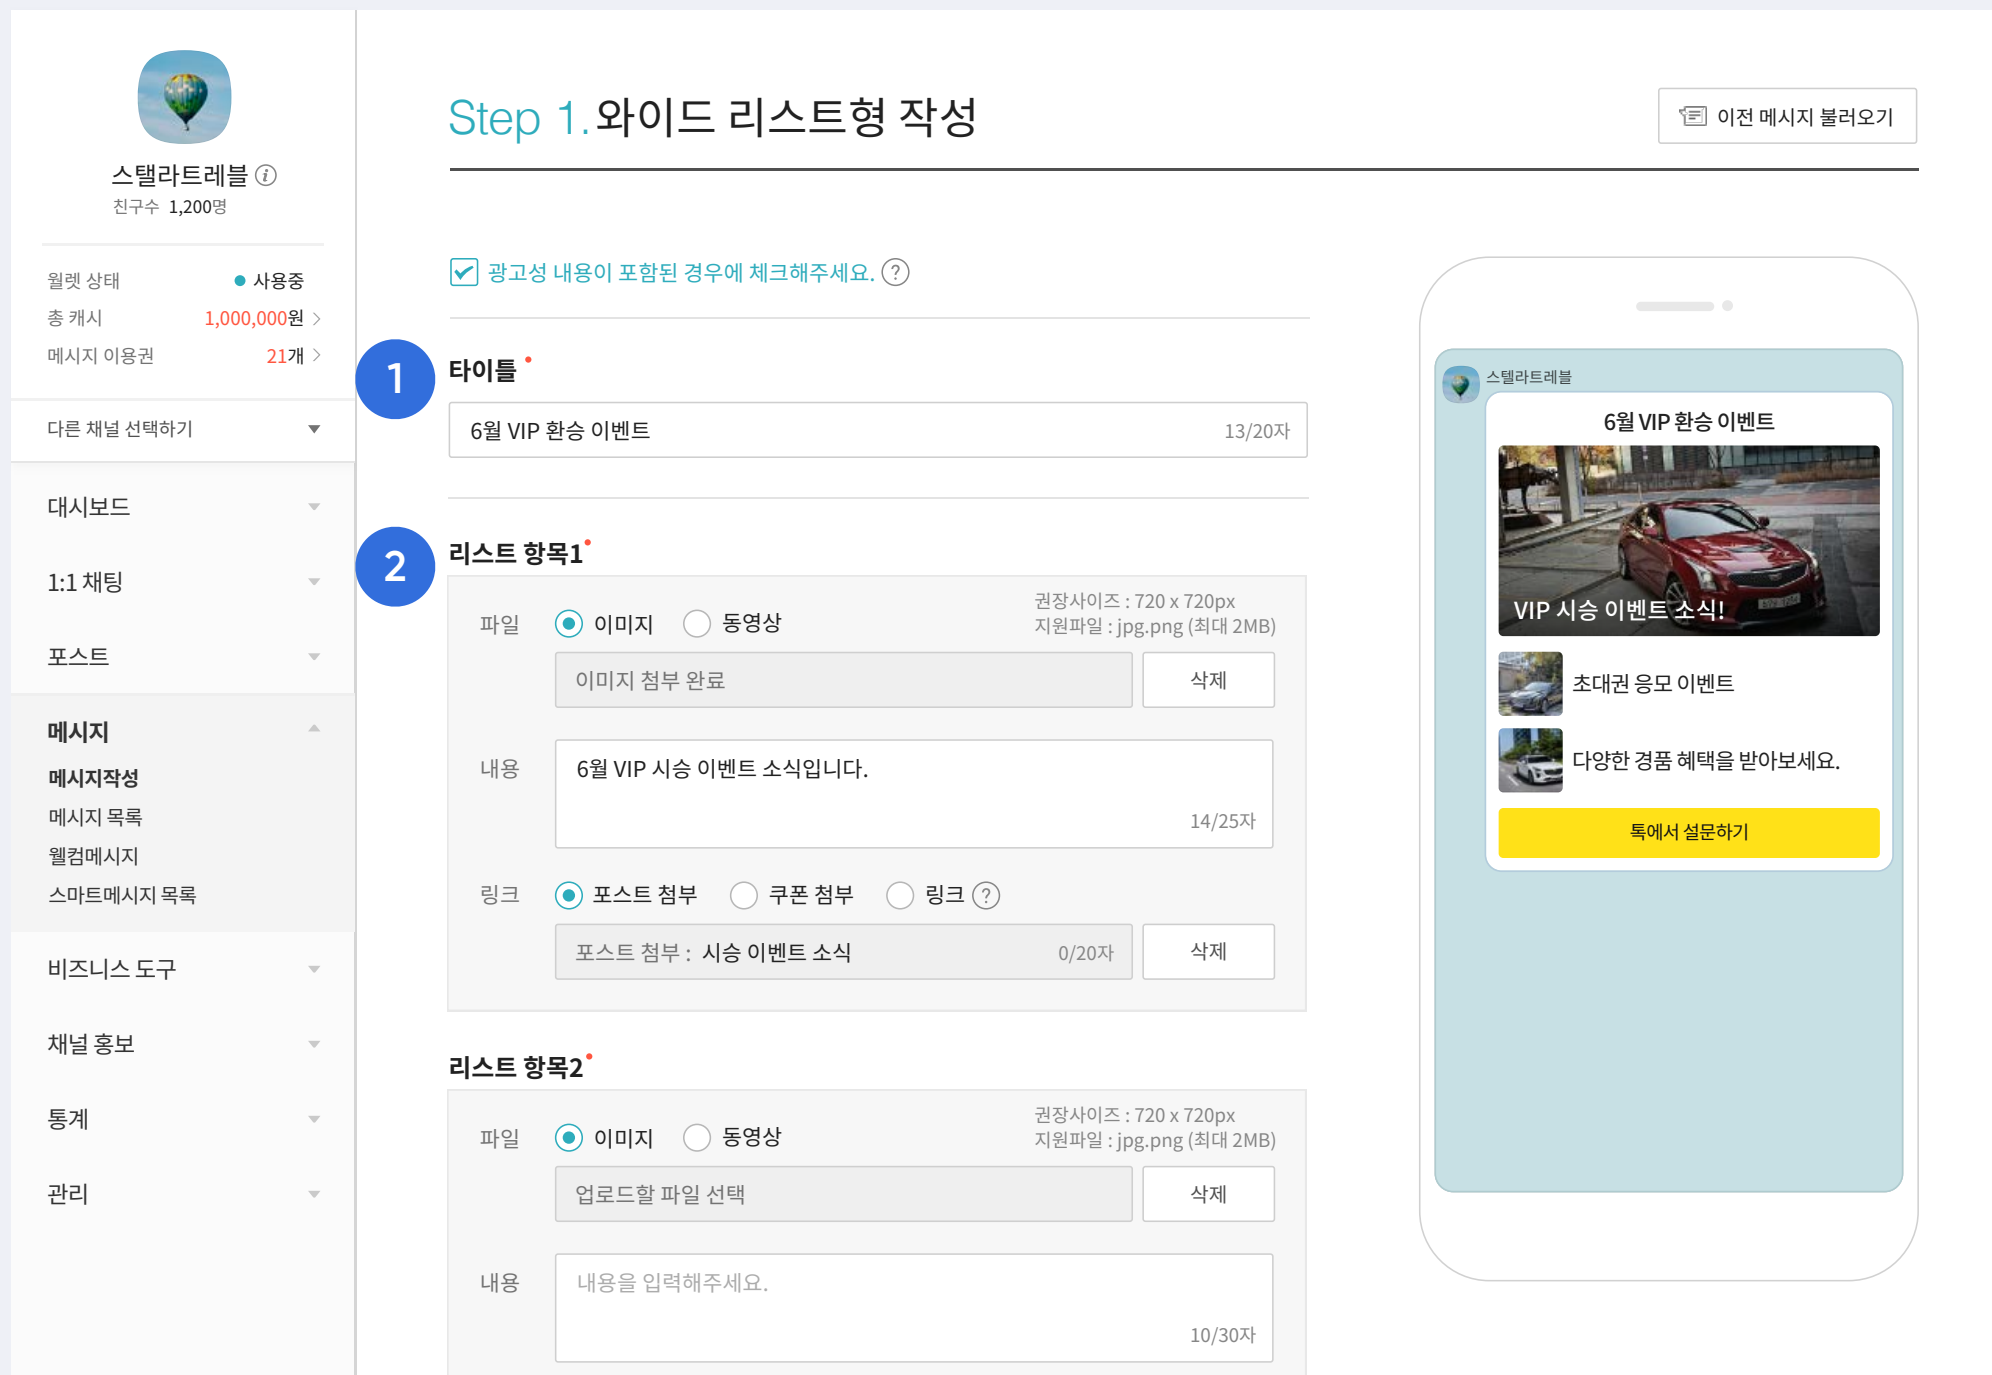 스탤라트레블
친구수 1,200명
월렛 상태 사용중
총 캐시 1,000,000원
메시지 이용권 21개
다른 채널 선택하기
대시보드
1:1 채팅
포스트
메시지
메시지작성
메시지 목록
웰컴메시지
스마트메시지 목록
비즈니스 도구
채널 홍보
통계
관리
Step 1. 와이드 리스트형 작성
이전 메시지 불러오기
광고성 내용이 포함된 경우에 체크해주세요. ?
1
타이틀
6월 VIP 환승 이벤트 13/20자
2
리스트 항목1
파일 이미지 동영상
권장사이즈 : 720 x 720px
지원파일 : jpg.png (최대 2MB)
이미지 첨부 완료 삭제
내용 6월 VIP 시승 이벤트 소식입니다.
14/25자
링크 포스트 첨부 쿠폰 첨부 링크 ?
포스트 첨부 : 시승 이벤트 소식 0/20자 삭제
리스트 항목2
파일 이미지 동영상
권장사이즈 : 720 x 720px
지원파일 : jpg.png (최대 2MB)
업로드할 파일 선택 삭제
내용 내용을 입력해주세요.
10/30자
스텔라트레블
6월 VIP 환승 이벤트
VIP 시승 이벤트 소식!
초대권 응모 이벤트
다양한 경품 혜택을 받아보세요.
톡에서 설문하기